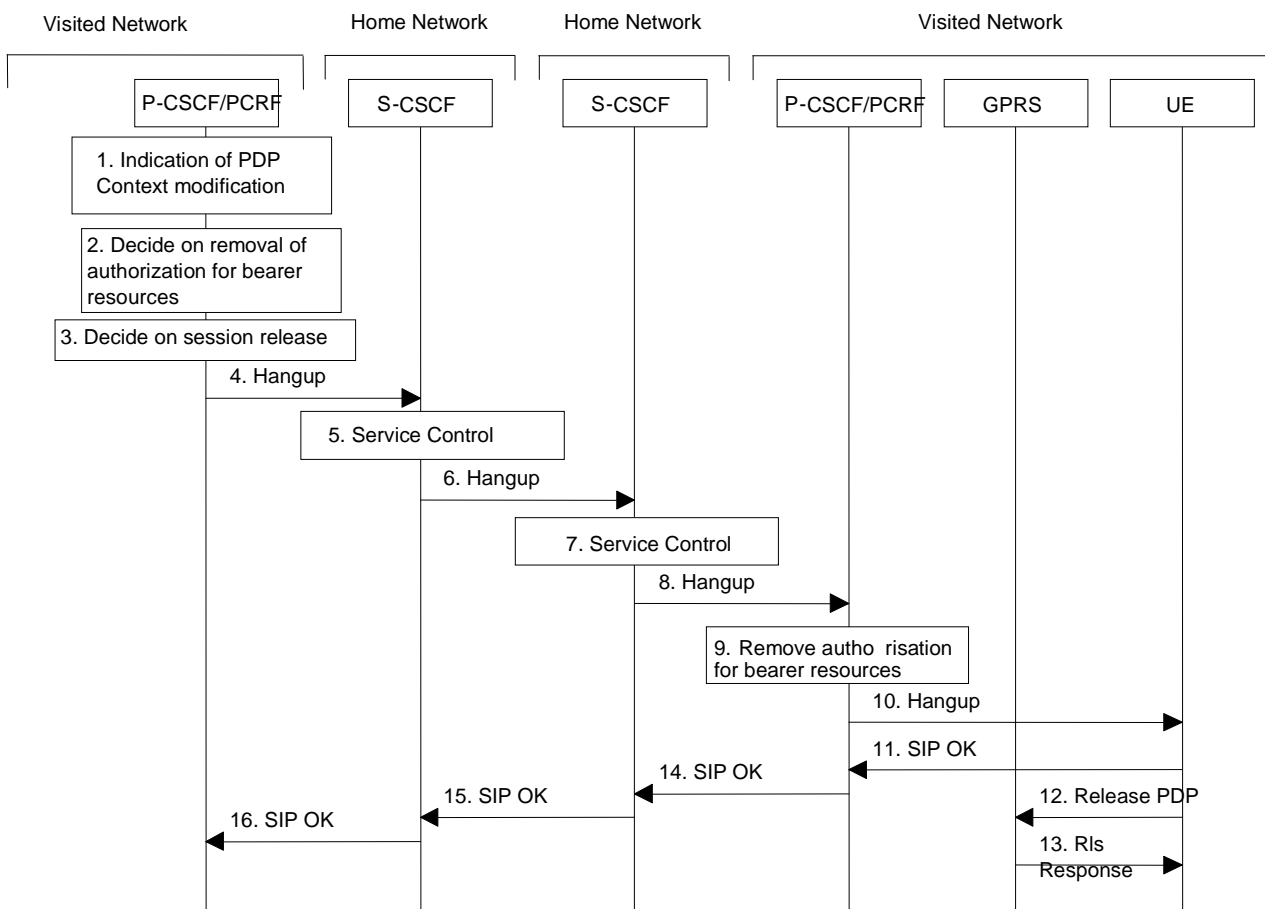 Visited Network
Home Network
Home Network
Visited Network
P-CSCF/PCRF
S-CSCF
S-CSCF
P-CSCF/PCRF
GPRS
UE
1. Indication of PDP
Context modification
2. Decide on removal of
authorization for bearer
resources
3. Decide on session release
4. Hangup
5. Service Control
6. Hangup
7. Service Control
8. Hangup
9. Remove autho risation
for bearer resources
10. Hangup
11. SIP OK
14. SIP OK
15. SIP OK
12. Release PDP
16. SIP OK
13. Rls
Response